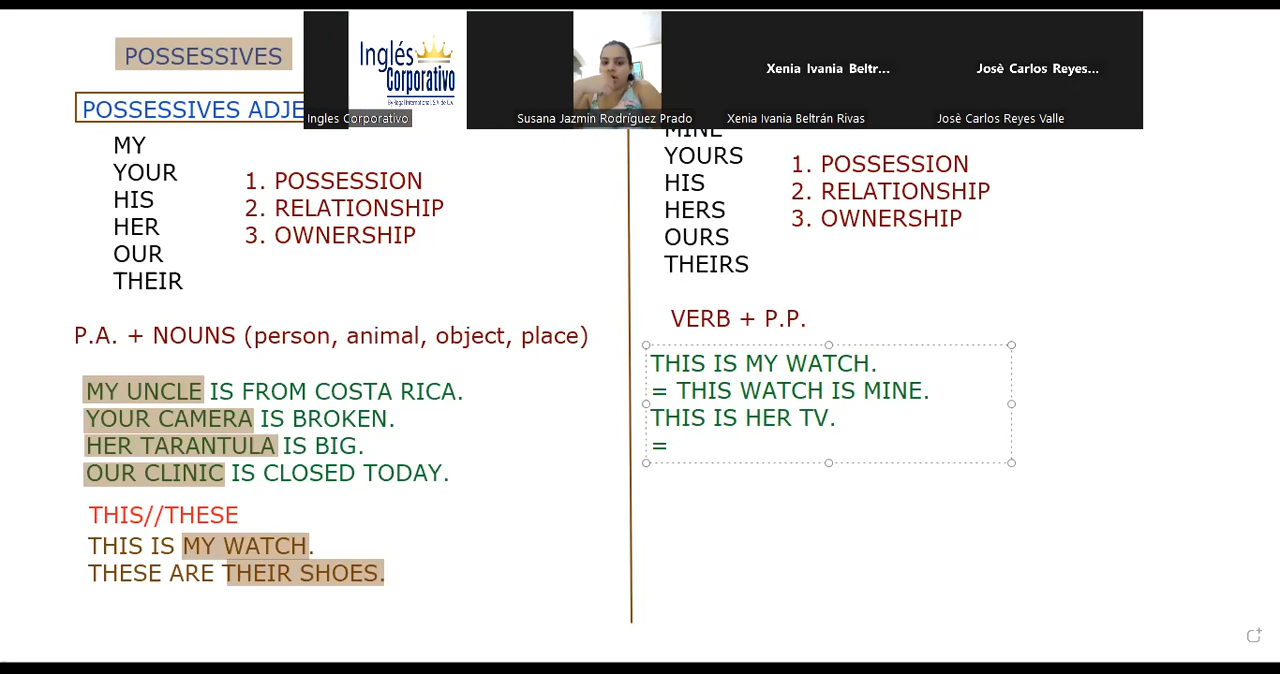 POSSESSIVES
POSSESSIVES ADJE
MY
YOUR
HIS
HER
OUR
THEIR
1. POSSESSION
2. RELATIONSHIP
3. OWNERSHIP
P.A. + NOUNS (person, animal, object, place)
MY UNCLE IS FROM COSTA RICA.
YOUR CAMERA IS BROKEN.
HER TARANTULA IS BIG.
OUR CLINIC IS CLOSED TODAY.
THIS//THESE
THIS IS MY WATCH.
THESE ARE THEIR SHOES.
Inglés
Corporativo
Ingles Corporativo
Susana Jazmin Rodríguez Prado
Xenia Ivania Beltr...
Xenia Ivania Beltrán Rivas
Josè Carlos Reyes...
Josè Carlos Reyes Valle
MINE
YOURS
HIS
HERS
OURS
THEIRS
1. POSSESSION
2. RELATIONSHIP
3. OWNERSHIP
VERB + P.P.
THIS IS MY WATCH.
= THIS WATCH IS MINE.
THIS IS HER TV.
=